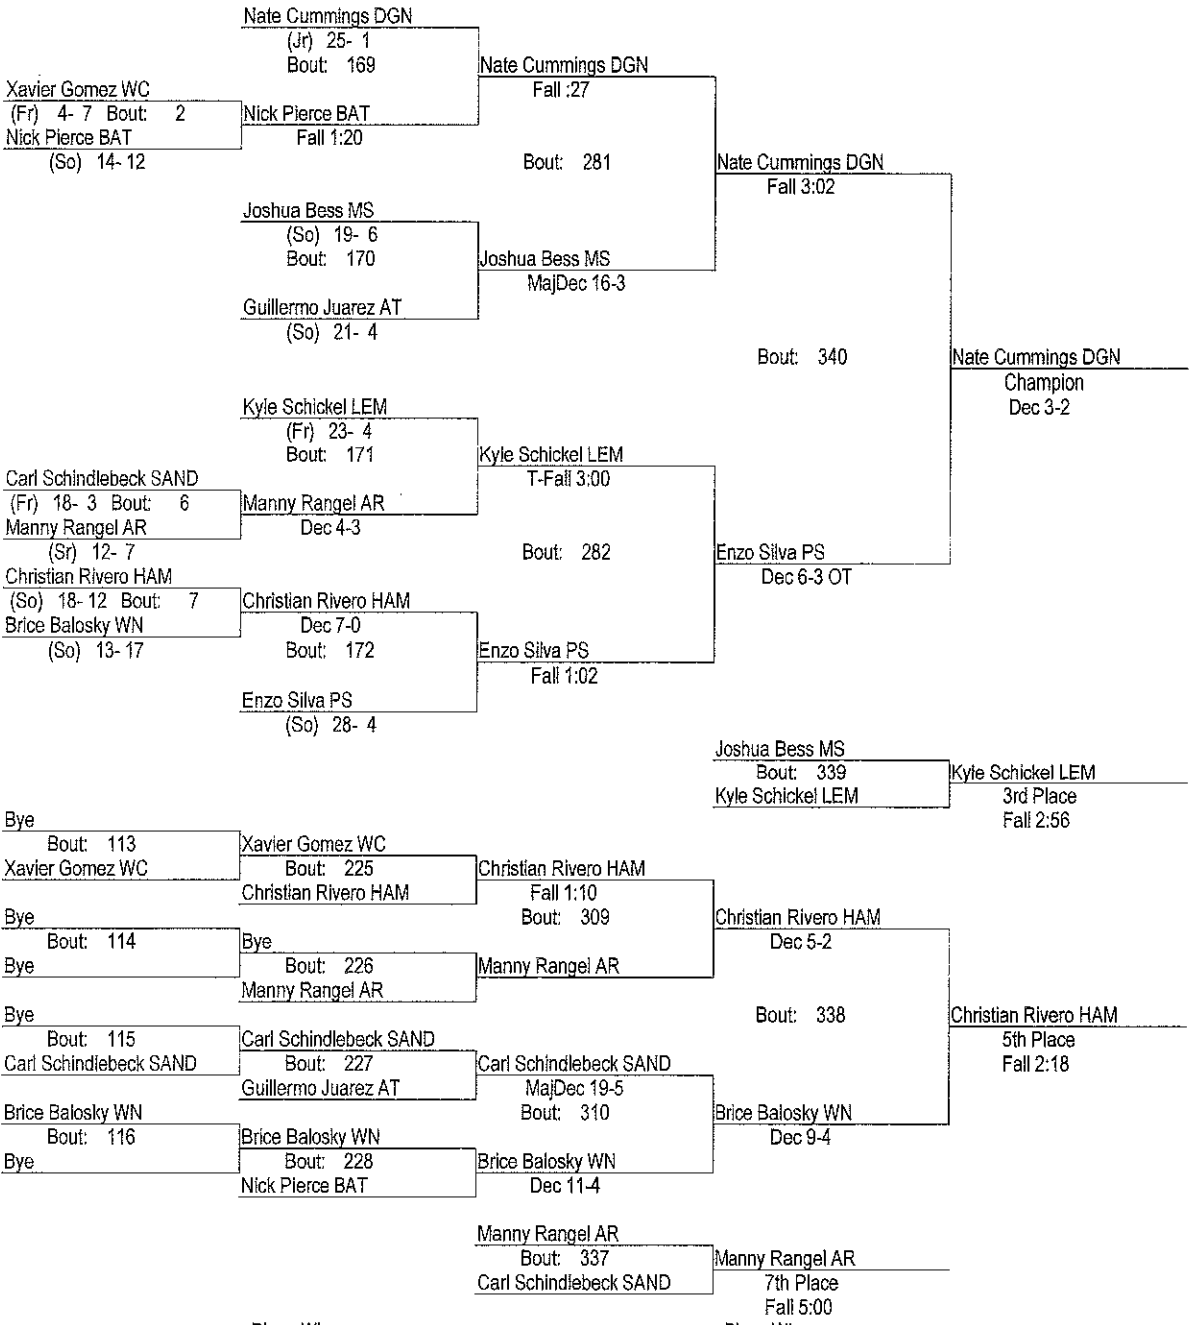 Nate Cummings DGN
(Jr) 25- 1
Bout: 169
Nate Cummings DGN
Fall :27
Xavier Gomez WC
(Fr) 4- 7 Bout: 2
Nick Pierce BAT
(So) 14- 12
Nick Pierce BAT
Fall 1:20
Bout: 281
Nate Cummings DGN
Fall 3:02
Joshua Bess MS
(So) 19- 6
Bout: 170
Joshua Bess MS
MajDec 16-3
Guillermo Juarez AT
(So) 21- 4
Bout: 340
Nate Cummings DGN
Champion
Dec 3-2
Kyle Schickel LEM
(Fr) 23- 4
Bout: 171
Kyle Schickel LEM
T-Fall 3:00
Carl Schindlebeck SAND
(Fr) 18- 3 Bout: 6
Manny Rangel AR
(Sr) 12- 7
Manny Rangel AR
Dec 4-3
Bout: 282
Enzo Silva PS
Dec 6-3 OT
Christian Rivero HAM
(So) 18- 12 Bout: 7
Brice Balosky WN
(So) 13- 17
Christian Rivero HAM
Dec 7-0
Bout: 172
Enzo Silva PS
Fall 1:02
Enzo Silva PS
(So) 28- 4
Joshua Bess MS
Bout: 339
Kyle Schickel LEM
Kyle Schickel LEM
3rd Place
Fall 2:56
Bye
Bout: 113
Xavier Gomez WC
Xavier Gomez WC
Bout: 225
Christian Rivero HAM
Christian Rivero HAM
Fall 1:10
Bout: 309
Christian Rivero HAM
Dec 5-2
Bye
Bout: 114
Bye
Bye
Bout: 226
Manny Rangel AR
Manny Rangel AR
Bout: 338
Christian Rivero HAM
5th Place
Fall 2:18
Bye
Bout: 115
Carl Schindlebeck SAND
Carl Schindlebeck SAND
Bout: 227
Guillermo Juarez AT
Carl Schindlebeck SAND
MajDec 19-5
Bout: 310
Brice Balosky WN
Dec 9-4
Brice Balosky WN
Bout: 116
Bye
Brice Balosky WN
Bout: 228
Nick Pierce BAT
Brice Balosky WN
Dec 11-4
Manny Rangel AR
Bout: 337
Carl Schindlebeck SAND
Manny Rangel AR
7th Place
Fall 5:00